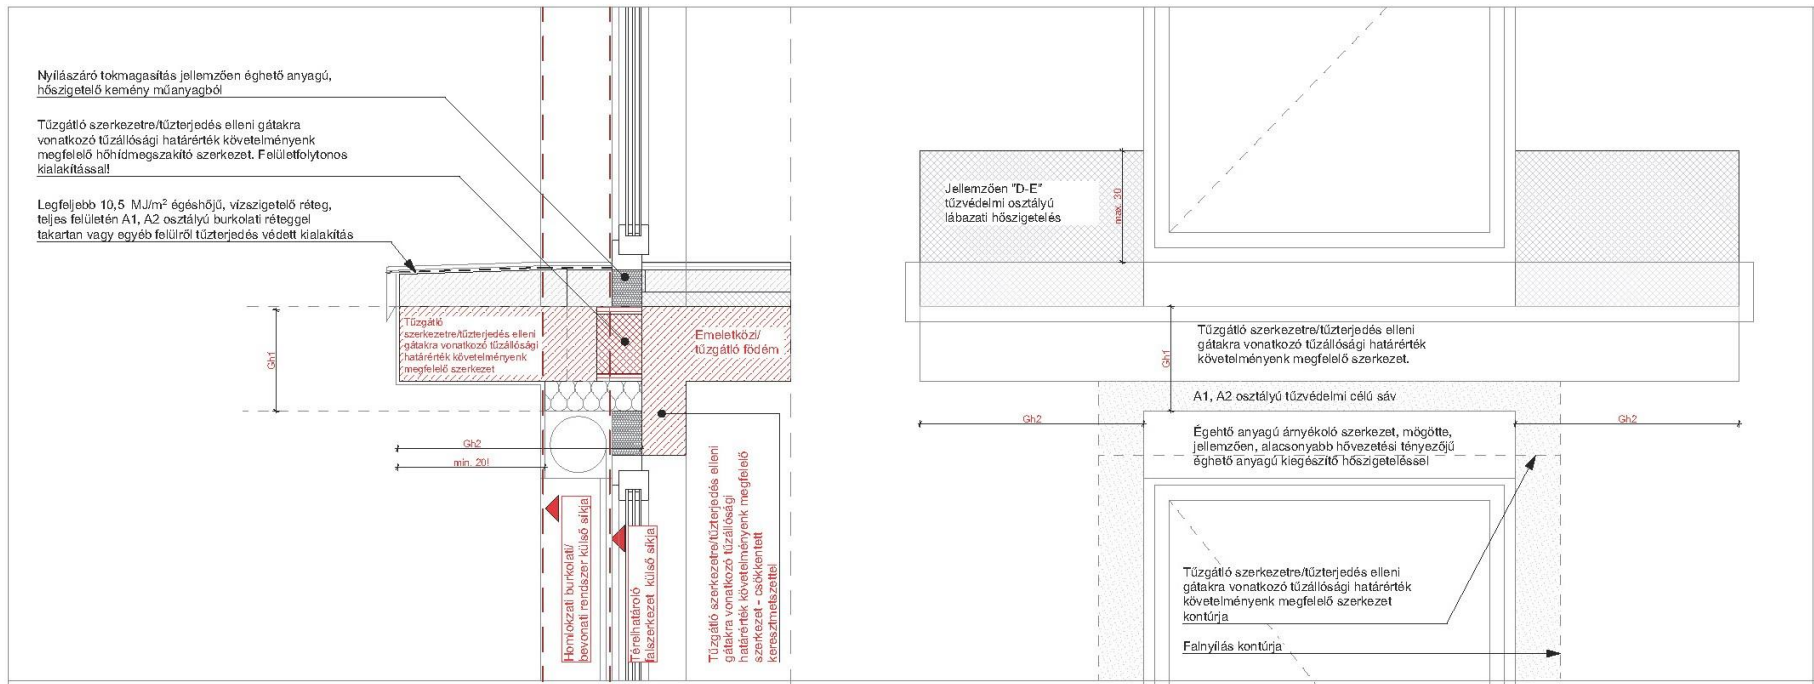 Nyílászáró tokmagasítás jellemzően éghető anyagú,
hőszigetelő kemény műanyagból
Tűzgátló szerkezetre/tűzterjedés elleni gátakra
vonatkozó tűzállósági határérték követelményenk
megfelelő hőhídmegszakító szerkezet. Felületfolytonos
kialakítással!
Legfeljebb 10,5 MJ/m² égéshőjű, vízszigetelő réteg,
teljes felületén A1, A2 osztályú burkolati réteggel
takartan vagy egyéb felülről tűzterjedés védett kialakítás
Tűzgátló
szerkezetre/tűzterjedés elleni
gátakra vonatkozó tűzállósági
határérték követelményenk
megfelelő szerkezet
Emeletközi/
tűzgátló födém
Gh1
Gh2
min. 20!
Homlokzati burkolati/
bevonati rendszer külső síkja
Térelhatároló
falszerkezet külső síkja
Tűzgátló szerkezetre/tűzterjedés elleni
gátakra vonatkozó tűzállósági
határérték követelményenk megfelelő
szerkezet - csökkentett
keresztmetszettel
Jellemzően "D-E"
tűzvédelmi osztályú
lábazati hőszigetelés
max. 30
Tűzgátló szerkezetre/tűzterjedés elleni
gátakra vonatkozó tűzállósági határérték
követelményenk megfelelő szerkezet.
Gh1
A1, A2 osztályú tűzvédelmi célú sáv
Gh2
Gh2
Égehtő anyagú árnyékoló szerkezet, mögötte,
jellemzően, alacsonyabb hővezetési tényezőjű
éghető anyagú kiegészítő hőszigeteléssel
Tűzgátló szerkezetre/tűzterjedés elleni
gátakra vonatkozó tűzállósági határérték
követelményenk megfelelő szerkezet
kontúrja
Falnyílás kontúrja